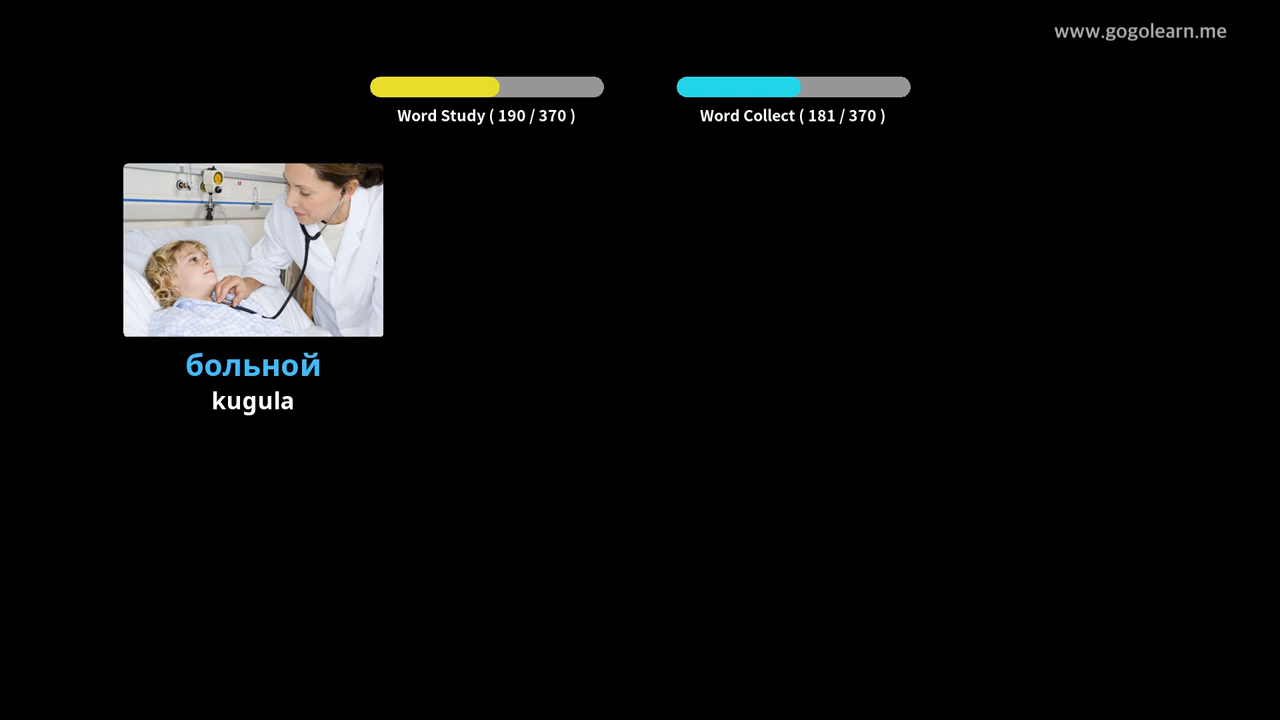 www.gogolearn.me
Word Study ( 190 / 370 )
Word Collect ( 181 / 370 )
больной
kugula